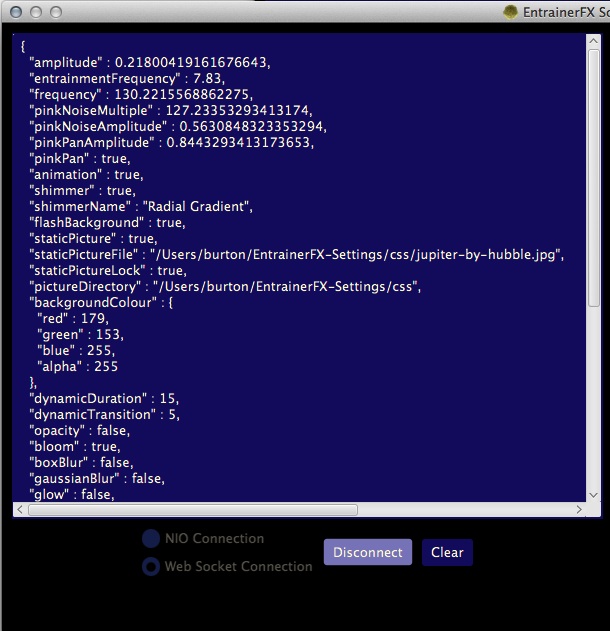 EntrainerFX
{
"amplitude" : 0.21800419161676643,
"entrainmentFrequency" : 7.83,
"frequency" : 130.2215568862275,
"pinkNoiseMultiple" : 127.23353293413174,
"pinkNoiseAmplitude" : 0.5630848323353294,
"pinkPanAmplitude" : 0.8443293413173653,
"pinkPan" : true,
"animation" : true,
"shimmer" : true,
"shimmerName" : "Radial Gradient",
"flashBackground" : true,
"staticPicture" : true,
"staticPictureFile" : "/Users/burton/EntrainerFX-Settings/css/jupiter-by-hubble.jpg",
"staticPictureLock" : true,
"pictureDirectory" : "/Users/burton/EntrainerFX-Settings/css",
"backgroundColour" : {
"red" : 179,
"green" : 153,
"blue" : 255,
"alpha" : 255
},
"dynamicDuration" : 15,
"dynamicTransition" : 5,
"opacity" : false,
"bloom" : true,
"boxBlur" : false,
"gaussianBlur" : false,
"glow" : false,
NIO Connection
Web Socket Connection
Disconnect
Clear